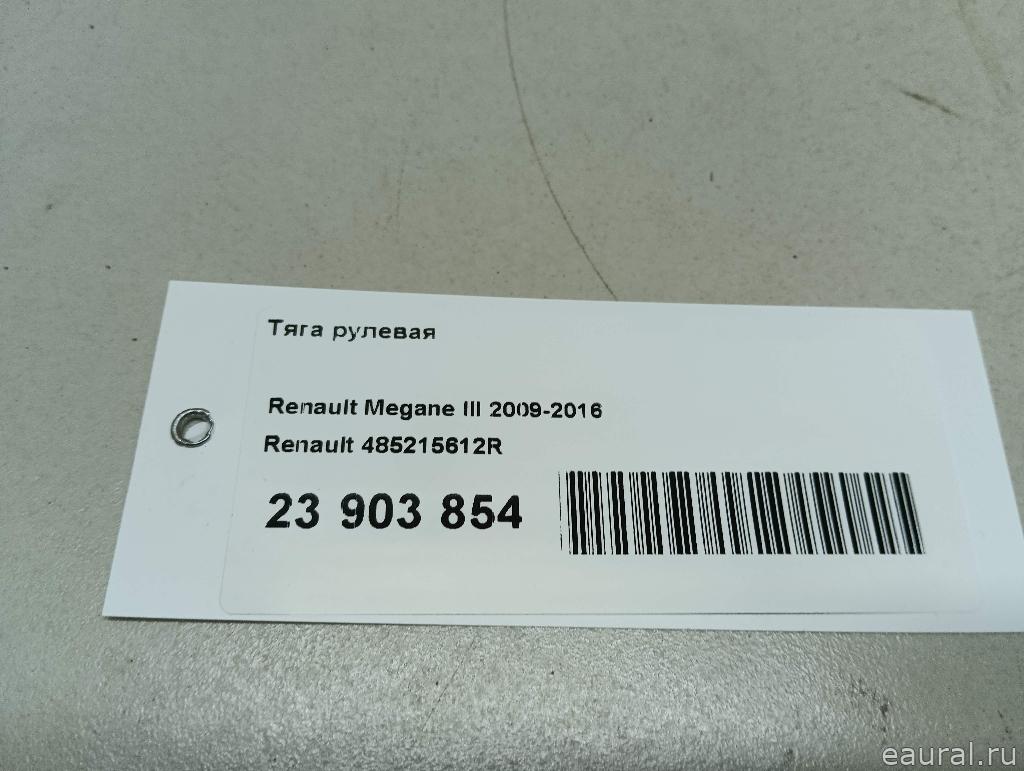 Тяга рулевая
Renault Megane III 2009-2016
Renault 485215612R
23 903 854
eaural.ru